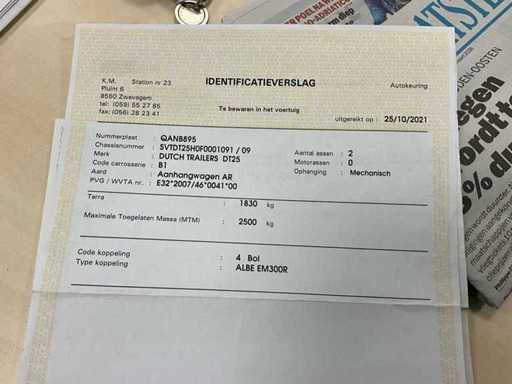 K.M. Station nr 23
Pluim 6
8550 Zwevegem
tel: (059) 55 27 85
fax: (056) 28 23 41
IDENTIFICATIEVERSLAG
Autokeuring
Te bewaren in het voertuig
uitgereikt op : 25/10/2021
Nummerplaat : QANB895
Chassisnummer : SVTDT25H0F0001091 / 09
Merk : DUTCH TRAILERS DT25
Code carrosserie : B1
Aard : Aanhangwagen AR
PVG / WVTA nr. : E32*2007/46*0041*00
Aantal assen : 2
Motorassen : 0
Ophanging : Mechanisch
Tarra : 1830 kg
Maximale Toegelaten Massa (MTM) : 2500 kg
Code koppeling : 4 Bol
Type koppeling : ALBE EM300R